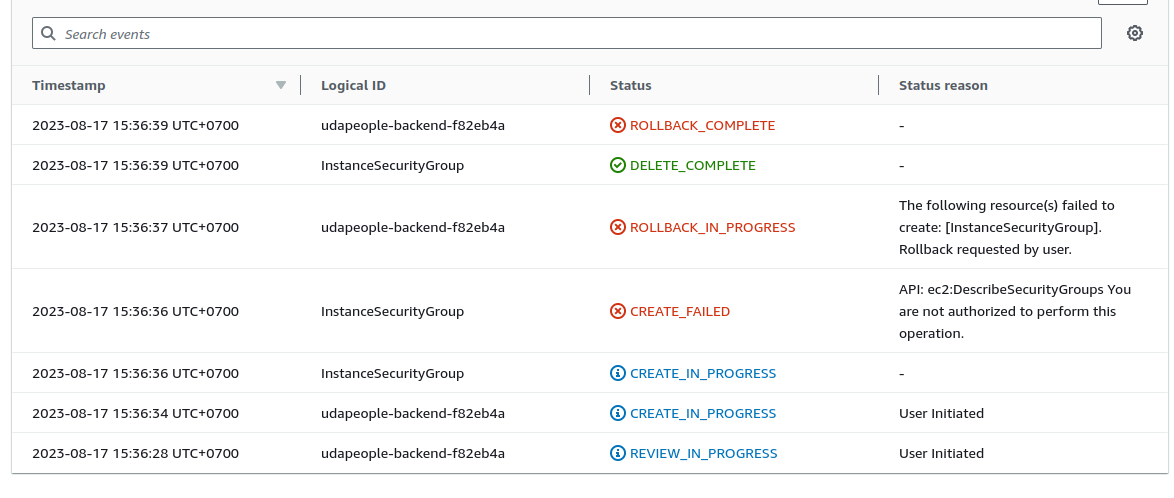 Search events
Timestamp Logical ID Status Status reason
2023-08-17 15:36:39 UTC+0700 udapeople-backend-f82eb4a ROLLBACK_COMPLETE -
2023-08-17 15:36:39 UTC+0700 InstanceSecurityGroup DELETE_COMPLETE -
2023-08-17 15:36:37 UTC+0700 udapeople-backend-f82eb4a ROLLBACK_IN_PROGRESS The following resource(s) failed to
create: [InstanceSecurityGroup].
Rollback requested by user.
2023-08-17 15:36:36 UTC+0700 InstanceSecurityGroup CREATE_FAILED API: ec2:DescribeSecurityGroups You
are not authorized to perform this
operation.
2023-08-17 15:36:36 UTC+0700 InstanceSecurityGroup CREATE_IN_PROGRESS -
2023-08-17 15:36:34 UTC+0700 udapeople-backend-f82eb4a CREATE_IN_PROGRESS User Initiated
2023-08-17 15:36:28 UTC+0700 udapeople-backend-f82eb4a REVIEW_IN_PROGRESS User Initiated